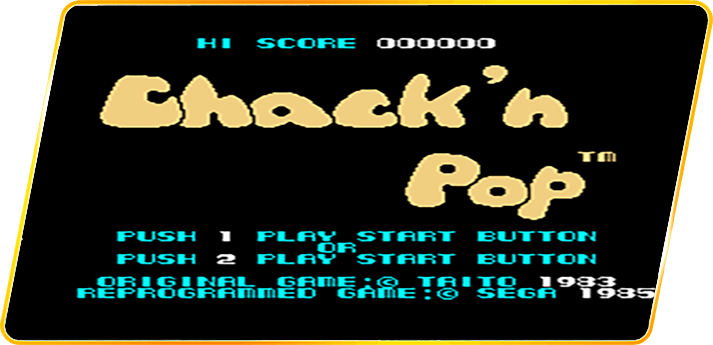 HI SCORE 000000
Chack'n
Pop™
PUSH 1 PLAY START BUTTON
OR
PUSH 2 PLAY START BUTTON
ORIGINAL GAME:© TAITO 1983
REPROGRAMMED GAME:© SEGA 1985